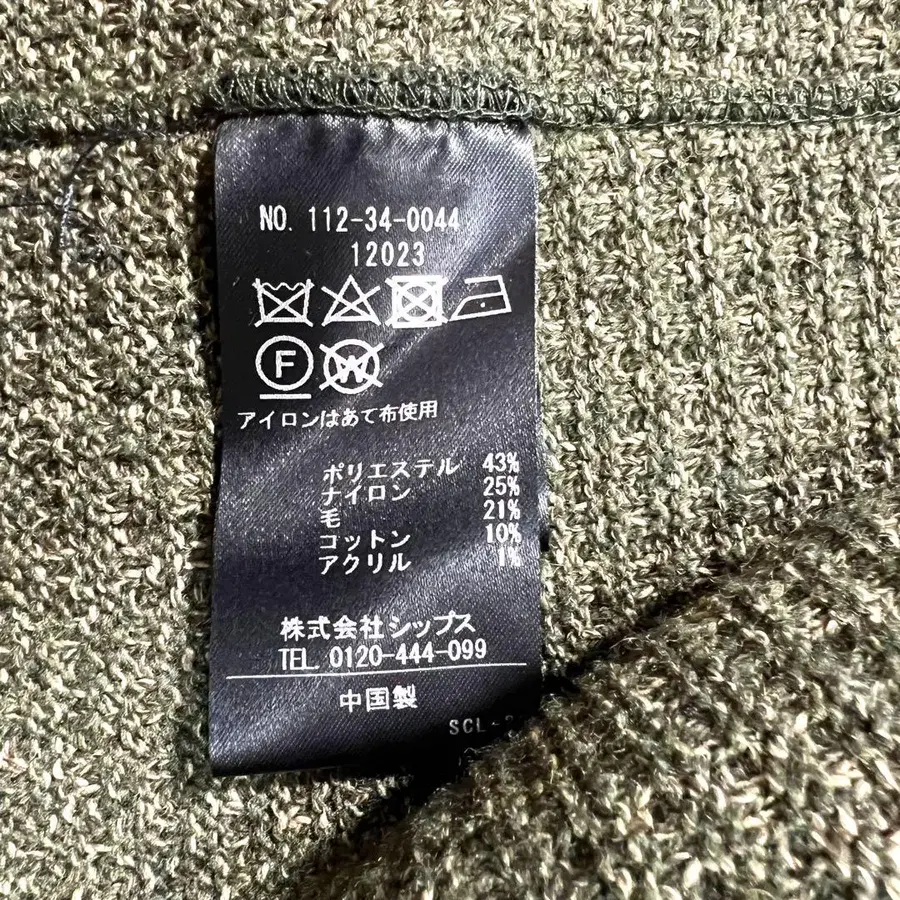 NO. 112-34-0044
12023
F W
アイロンはあて布使用
ポリエステル 43%
ナイロン 25%
毛 21%
コットン 10%
アクリル 1%
株式会社シップス
TEL. 0120-444-099
中国製